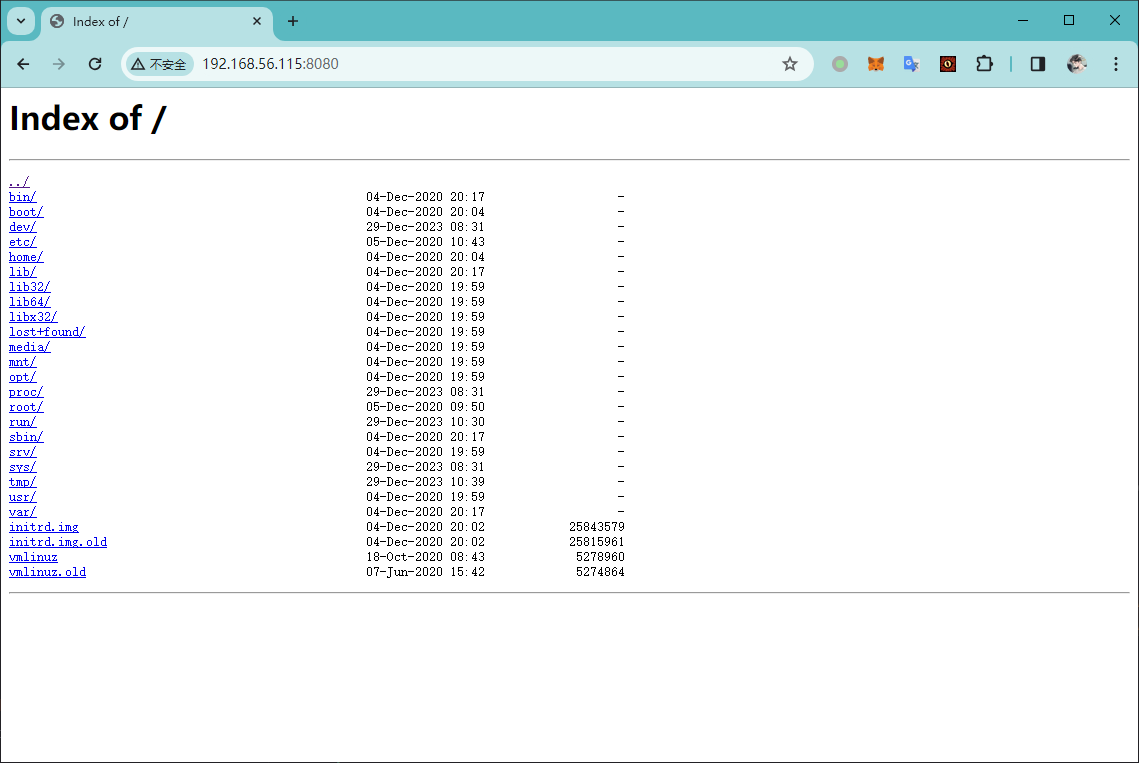 Index of /
不安全 192.168.56.115:8080
Index of /
../
bin/ 04-Dec-2020 20:17 -
boot/ 04-Dec-2020 20:04 -
dev/ 29-Dec-2023 08:31 -
etc/ 05-Dec-2020 10:43 -
home/ 04-Dec-2020 20:04 -
lib/ 04-Dec-2020 20:17 -
lib32/ 04-Dec-2020 19:59 -
lib64/ 04-Dec-2020 19:59 -
libx32/ 04-Dec-2020 19:59 -
lost+found/ 04-Dec-2020 19:59 -
media/ 04-Dec-2020 19:59 -
mnt/ 04-Dec-2020 19:59 -
opt/ 04-Dec-2020 19:59 -
proc/ 29-Dec-2023 08:31 -
root/ 05-Dec-2020 09:50 -
run/ 29-Dec-2023 10:30 -
sbin/ 04-Dec-2020 20:17 -
srv/ 04-Dec-2020 19:59 -
sys/ 29-Dec-2023 08:31 -
tmp/ 29-Dec-2023 10:39 -
usr/ 04-Dec-2020 19:59 -
var/ 04-Dec-2020 20:17 -
initrd.img 04-Dec-2020 20:02 25843579
initrd.img.old 04-Dec-2020 20:02 25815961
vmlinuz 18-Oct-2020 08:43 5278960
vmlinuz.old 07-Jun-2020 15:42 5274864